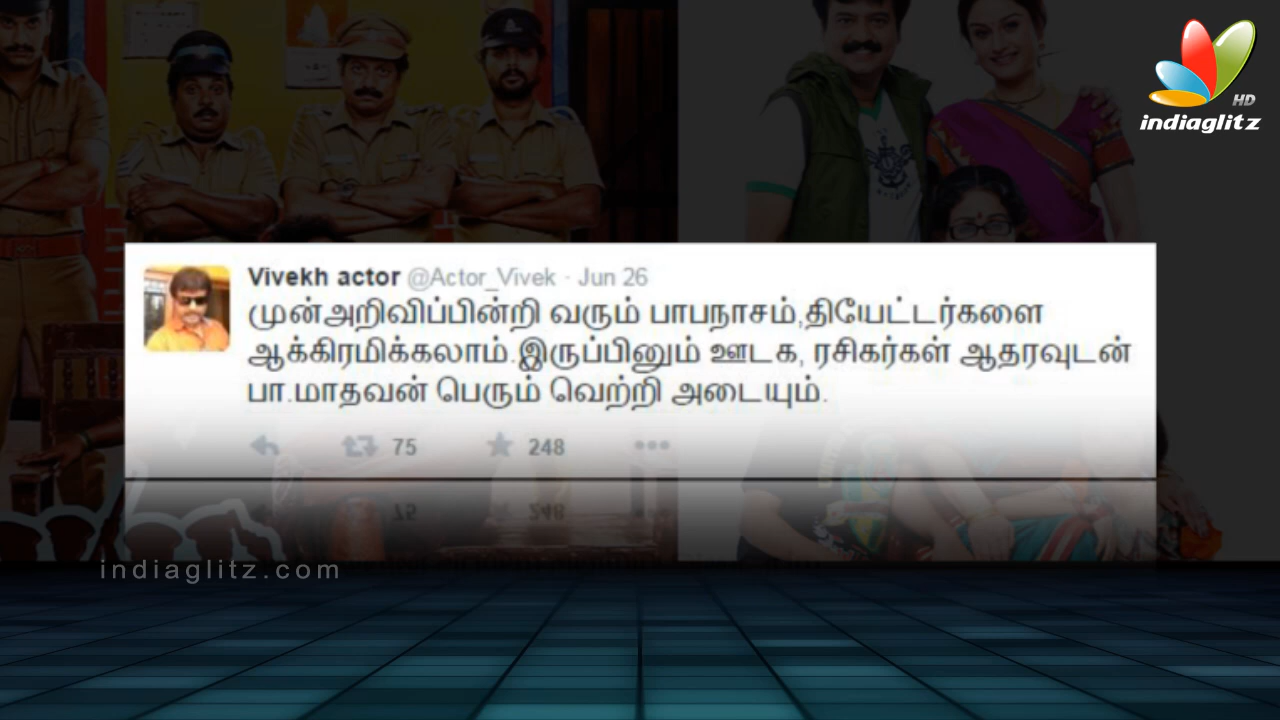 HD
indiaglitz
Vivekh actor @Actor_Vivek · Jun 26
முன்அறிவிப்பின்றி வரும் பாபநாசம்,தியேட்டர்களை
ஆக்கிரமிக்கலாம்.இருப்பினும் ஊடக, ரசிகர்கள் ஆதரவுடன்
பா.மாதவன் பெரும் வெற்றி அடையும்.
75 248
indiaglitz.com